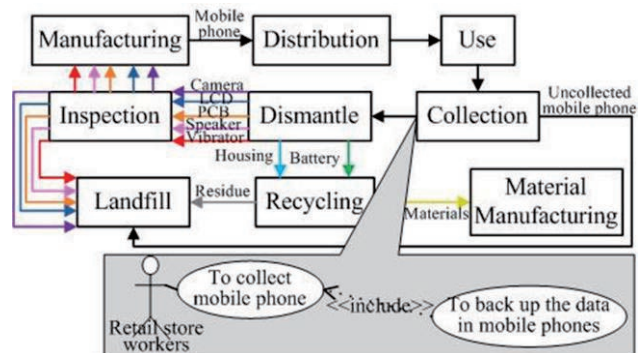 Mobile
phone
Manufacturing
Distribution
Use
Camera
LCD
PCB
Speaker
Vibrator
Inspection
Dismantle
Collection
Uncollected
mobile phone
Housing
Battery
Landfill
Residue
Recycling
Materials
Material
Manufacturing
To collect
mobile phone
<<include>>
To back up the data
in mobile phones
Retail store
workers